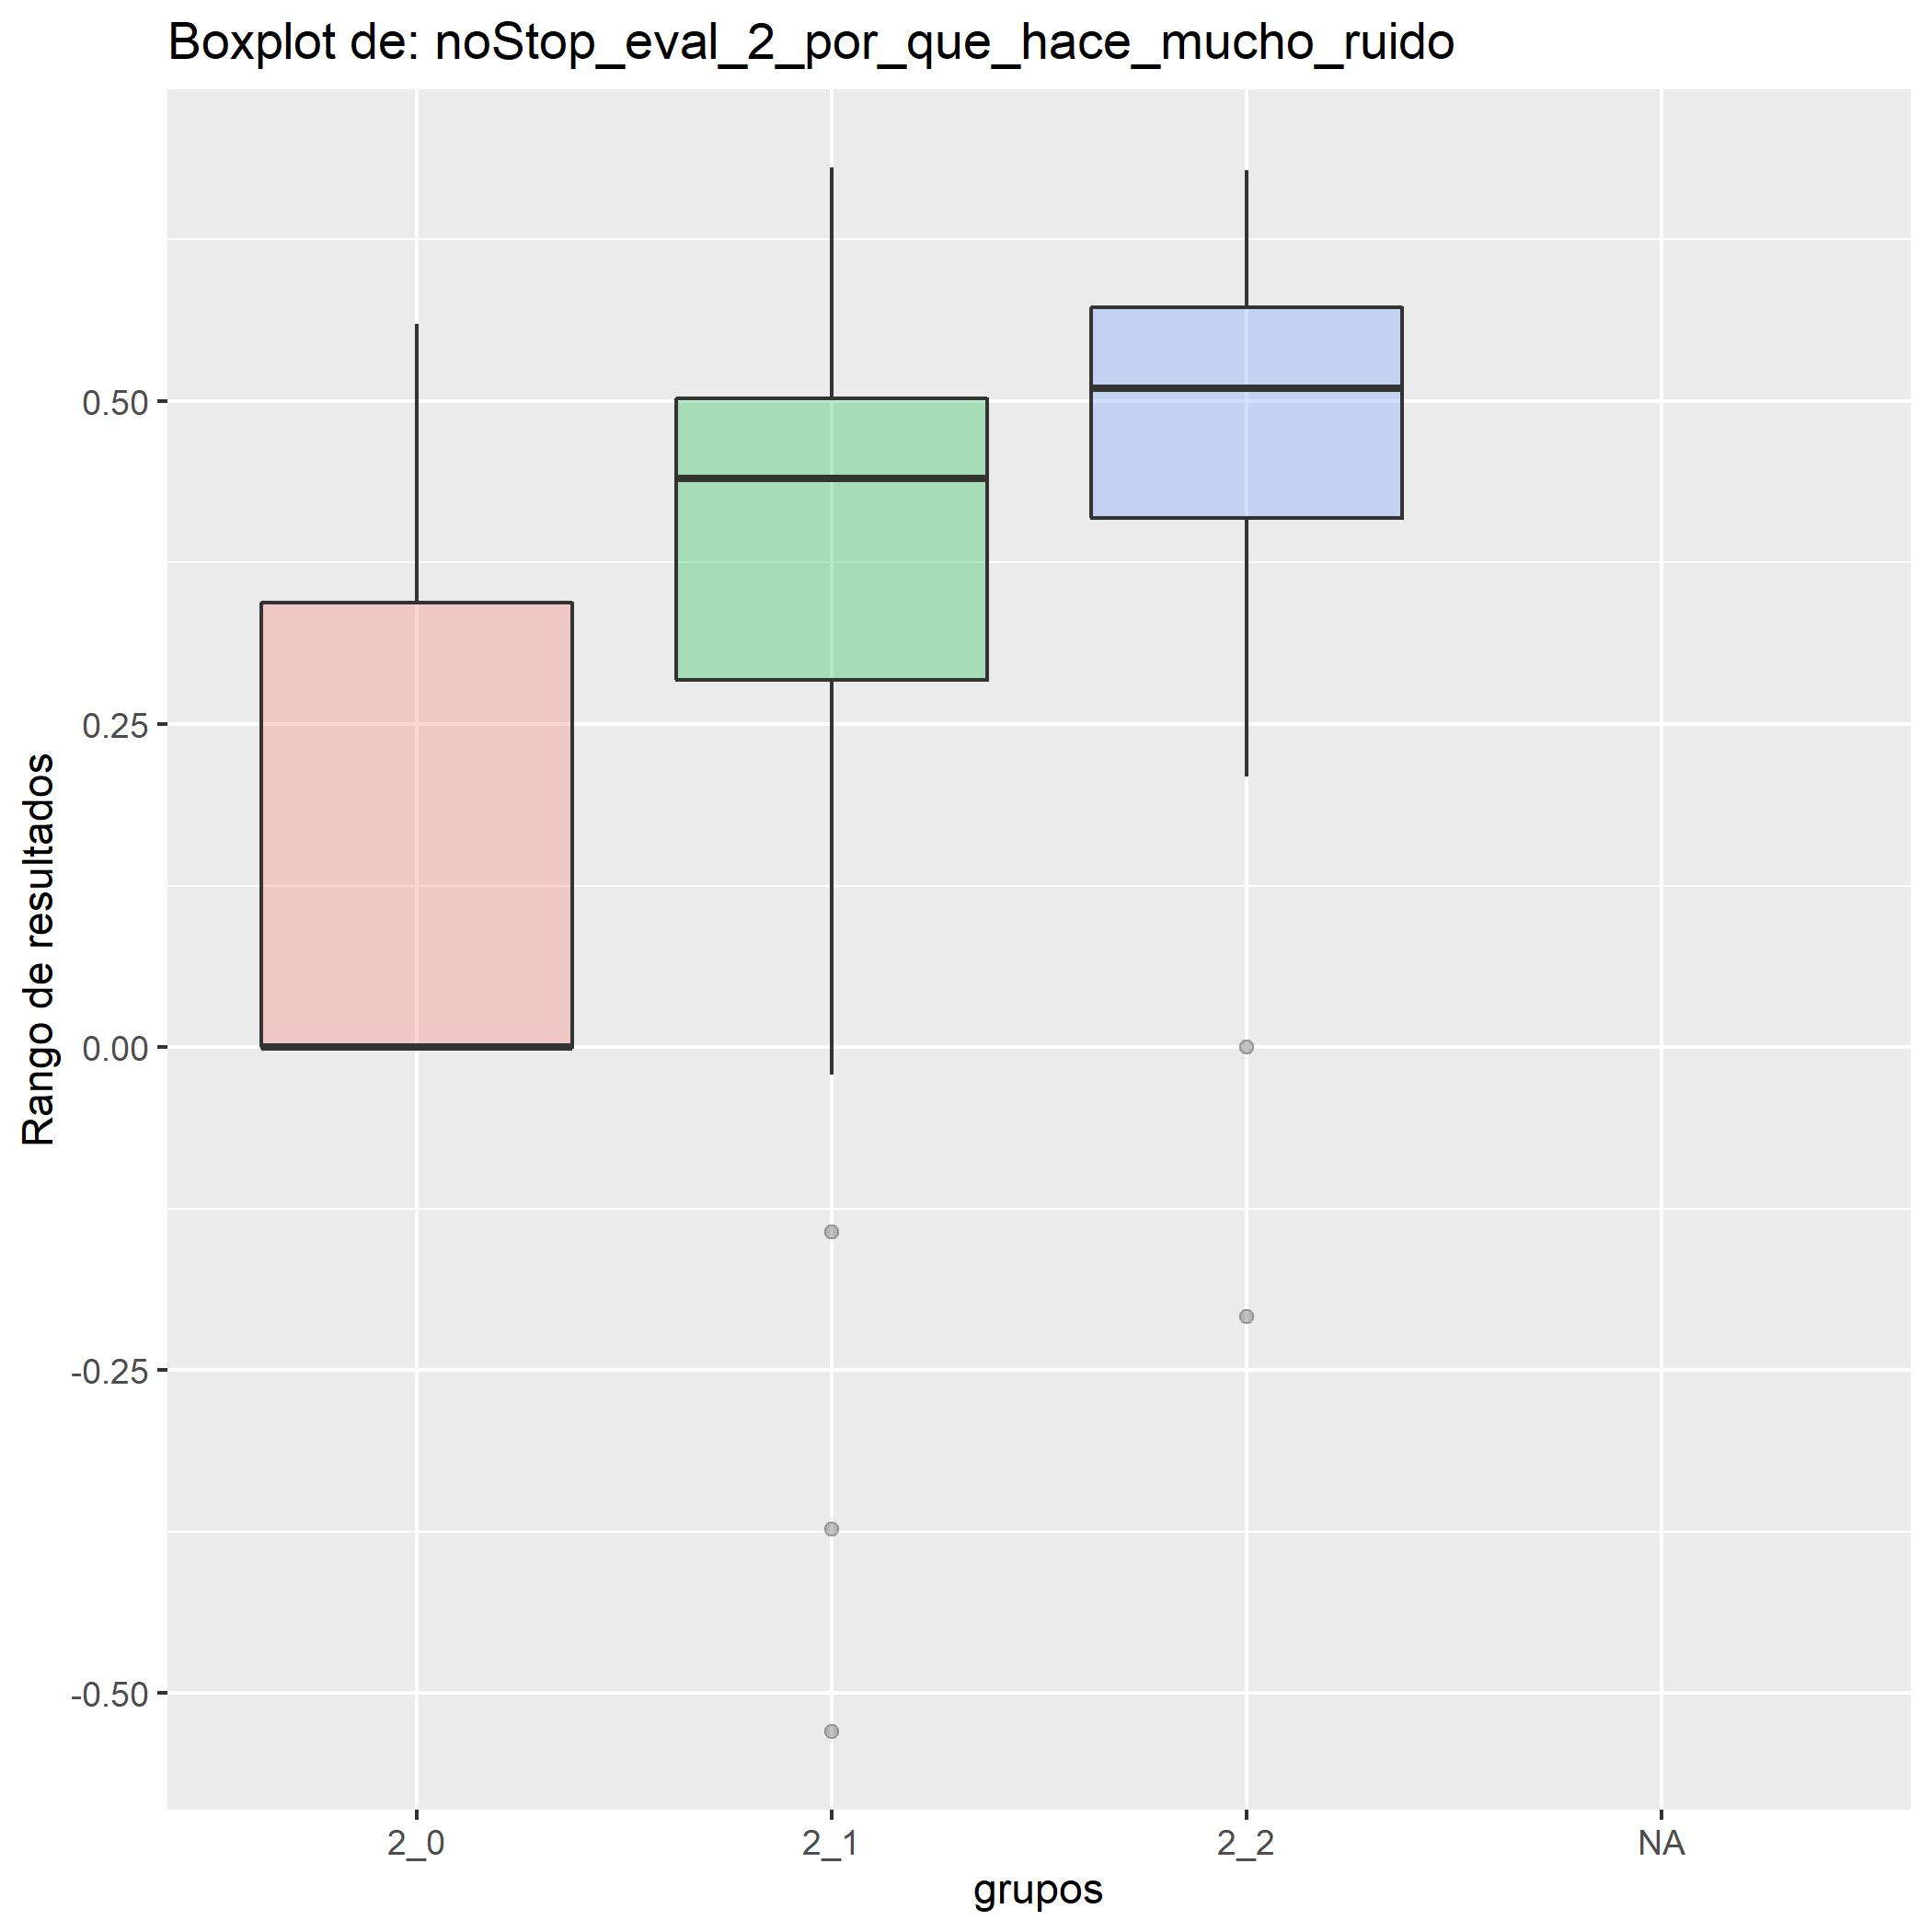 Boxplot de: noStop_eval_2_por_que_hace_mucho_ruido
Rango de resultados
0.50
0.25
0.00
-0.25
-0.50
2_0
2_1
2_2
NA
grupos